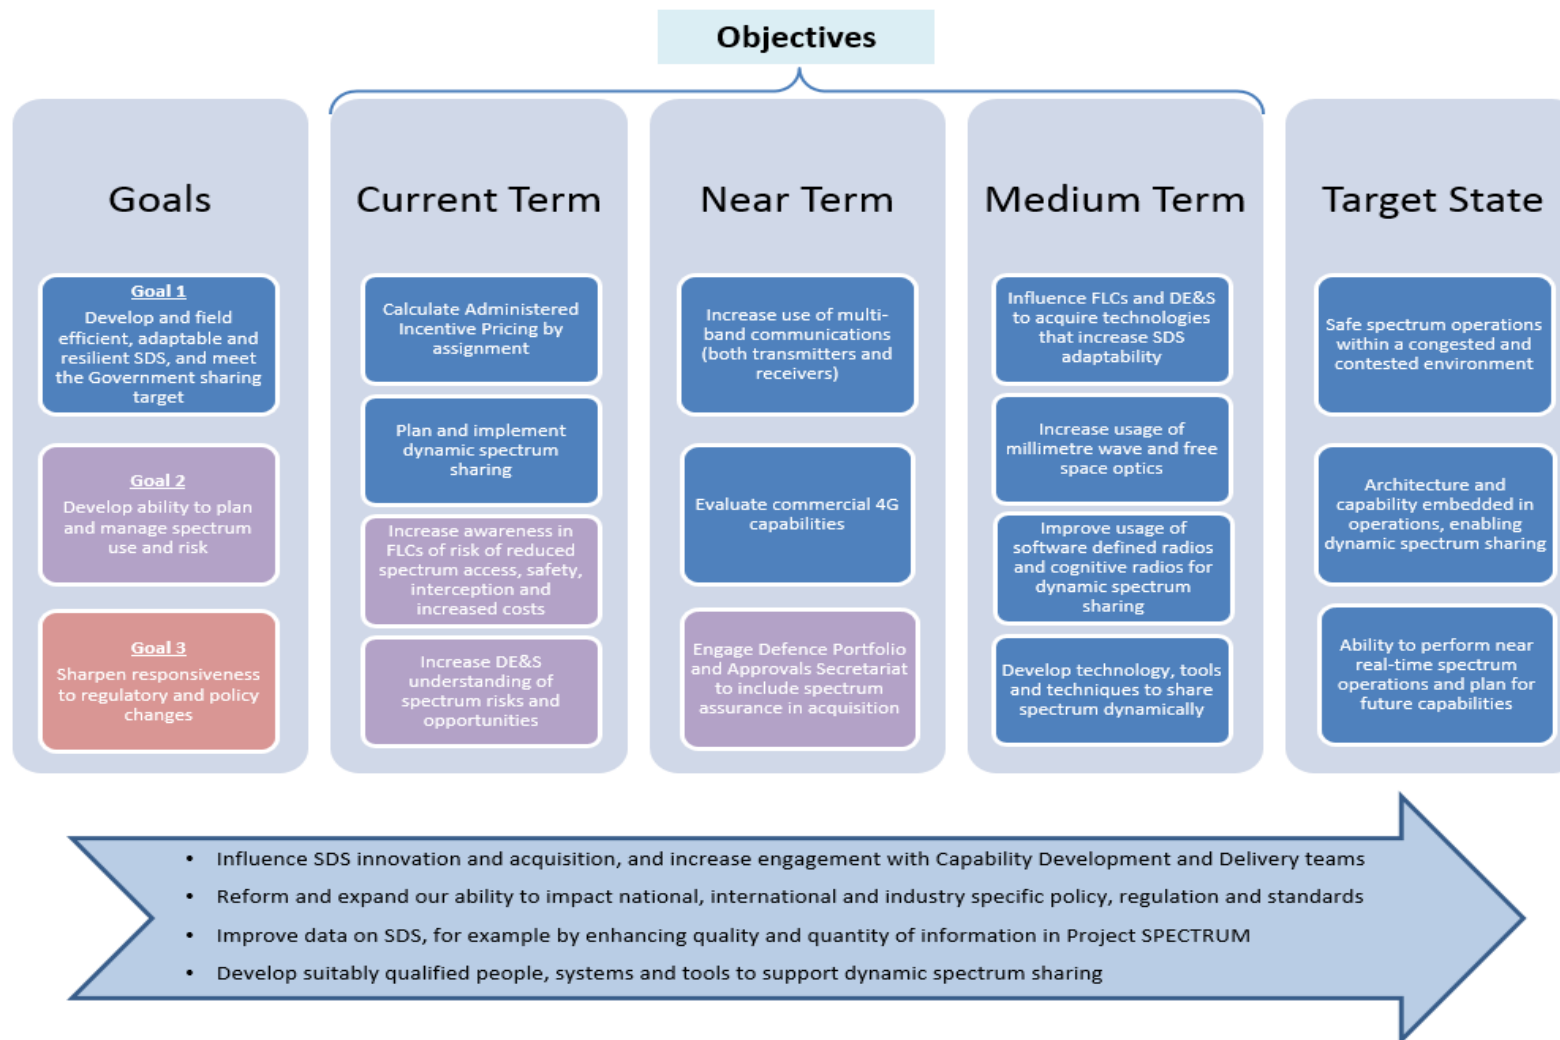 Objectives
Goals
Goal 1
Develop and field
efficient, adaptable and
resilient SDS, and meet
the Government sharing
target
Goal 2
Develop ability to plan
and manage spectrum
use and risk
Goal 3
Sharpen responsiveness
to regulatory and policy
changes
Current Term
Calculate Administered
Incentive Pricing by
assignment
Plan and implement
dynamic spectrum
sharing
Increase awareness in
FLCs of risk of reduced
spectrum access, safety,
interception and
increased costs
Increase DE&S
understanding of
spectrum risks and
opportunities
Near Term
Increase use of multi-
band communications
(both transmitters and
receivers)
Evaluate commercial 4G
capabilities
Engage Defence Portfolio
and Approvals Secretariat
to include spectrum
assurance in acquisition
Medium Term
Influence FLCs and DE&S
to acquire technologies
that increase SDS
adaptability
Increase usage of
millimetre wave and free
space optics
Improve usage of
software defined radios
and cognitive radios for
dynamic spectrum
sharing
Develop technology, tools
and techniques to share
spectrum dynamically
Target State
Safe spectrum operations
within a congested and
contested environment
Architecture and
capability embedded in
operations, enabling
dynamic spectrum sharing
Ability to perform near
real-time spectrum
operations and plan for
future capabilities
• Influence SDS innovation and acquisition, and increase engagement with Capability Development and Delivery teams
• Reform and expand our ability to impact national, international and industry specific policy, regulation and standards
• Improve data on SDS, for example by enhancing quality and quantity of information in Project SPECTRUM
• Develop suitably qualified people, systems and tools to support dynamic spectrum sharing